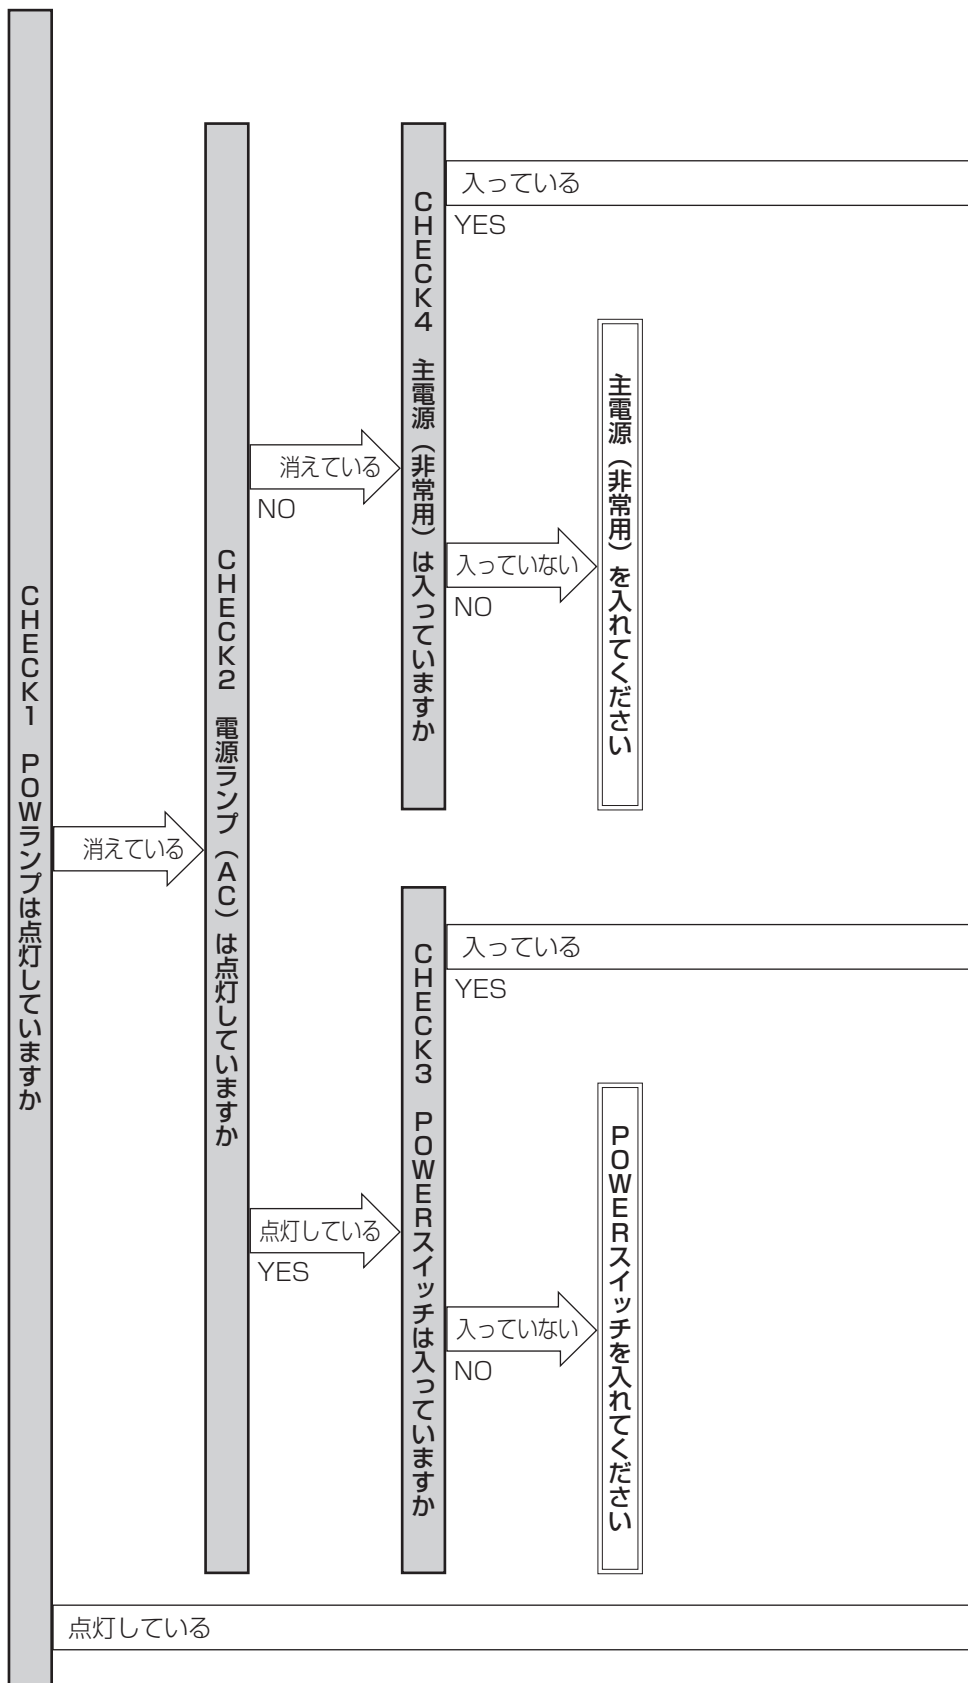 CHECK1　POWランプは点灯していますか
消えている
CHECK2　電源ランプ（AC）は点灯していますか
消えている
NO
CHECK4　主電源（非常用）は入っていますか
入っている
YES
入っていない
NO
主電源（非常用）を入れてください
点灯している
YES
CHECK3　POWERスイッチは入っていますか
入っている
YES
入っていない
NO
POWERスイッチを入れてください
点灯している